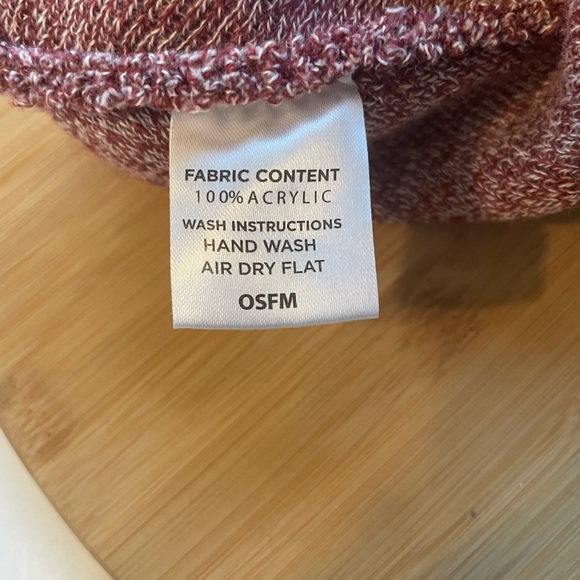 FABRIC CONTENT
100% ACRYLIC
WASH INSTRUCTIONS
HAND WASH
AIR DRY FLAT
OSFM